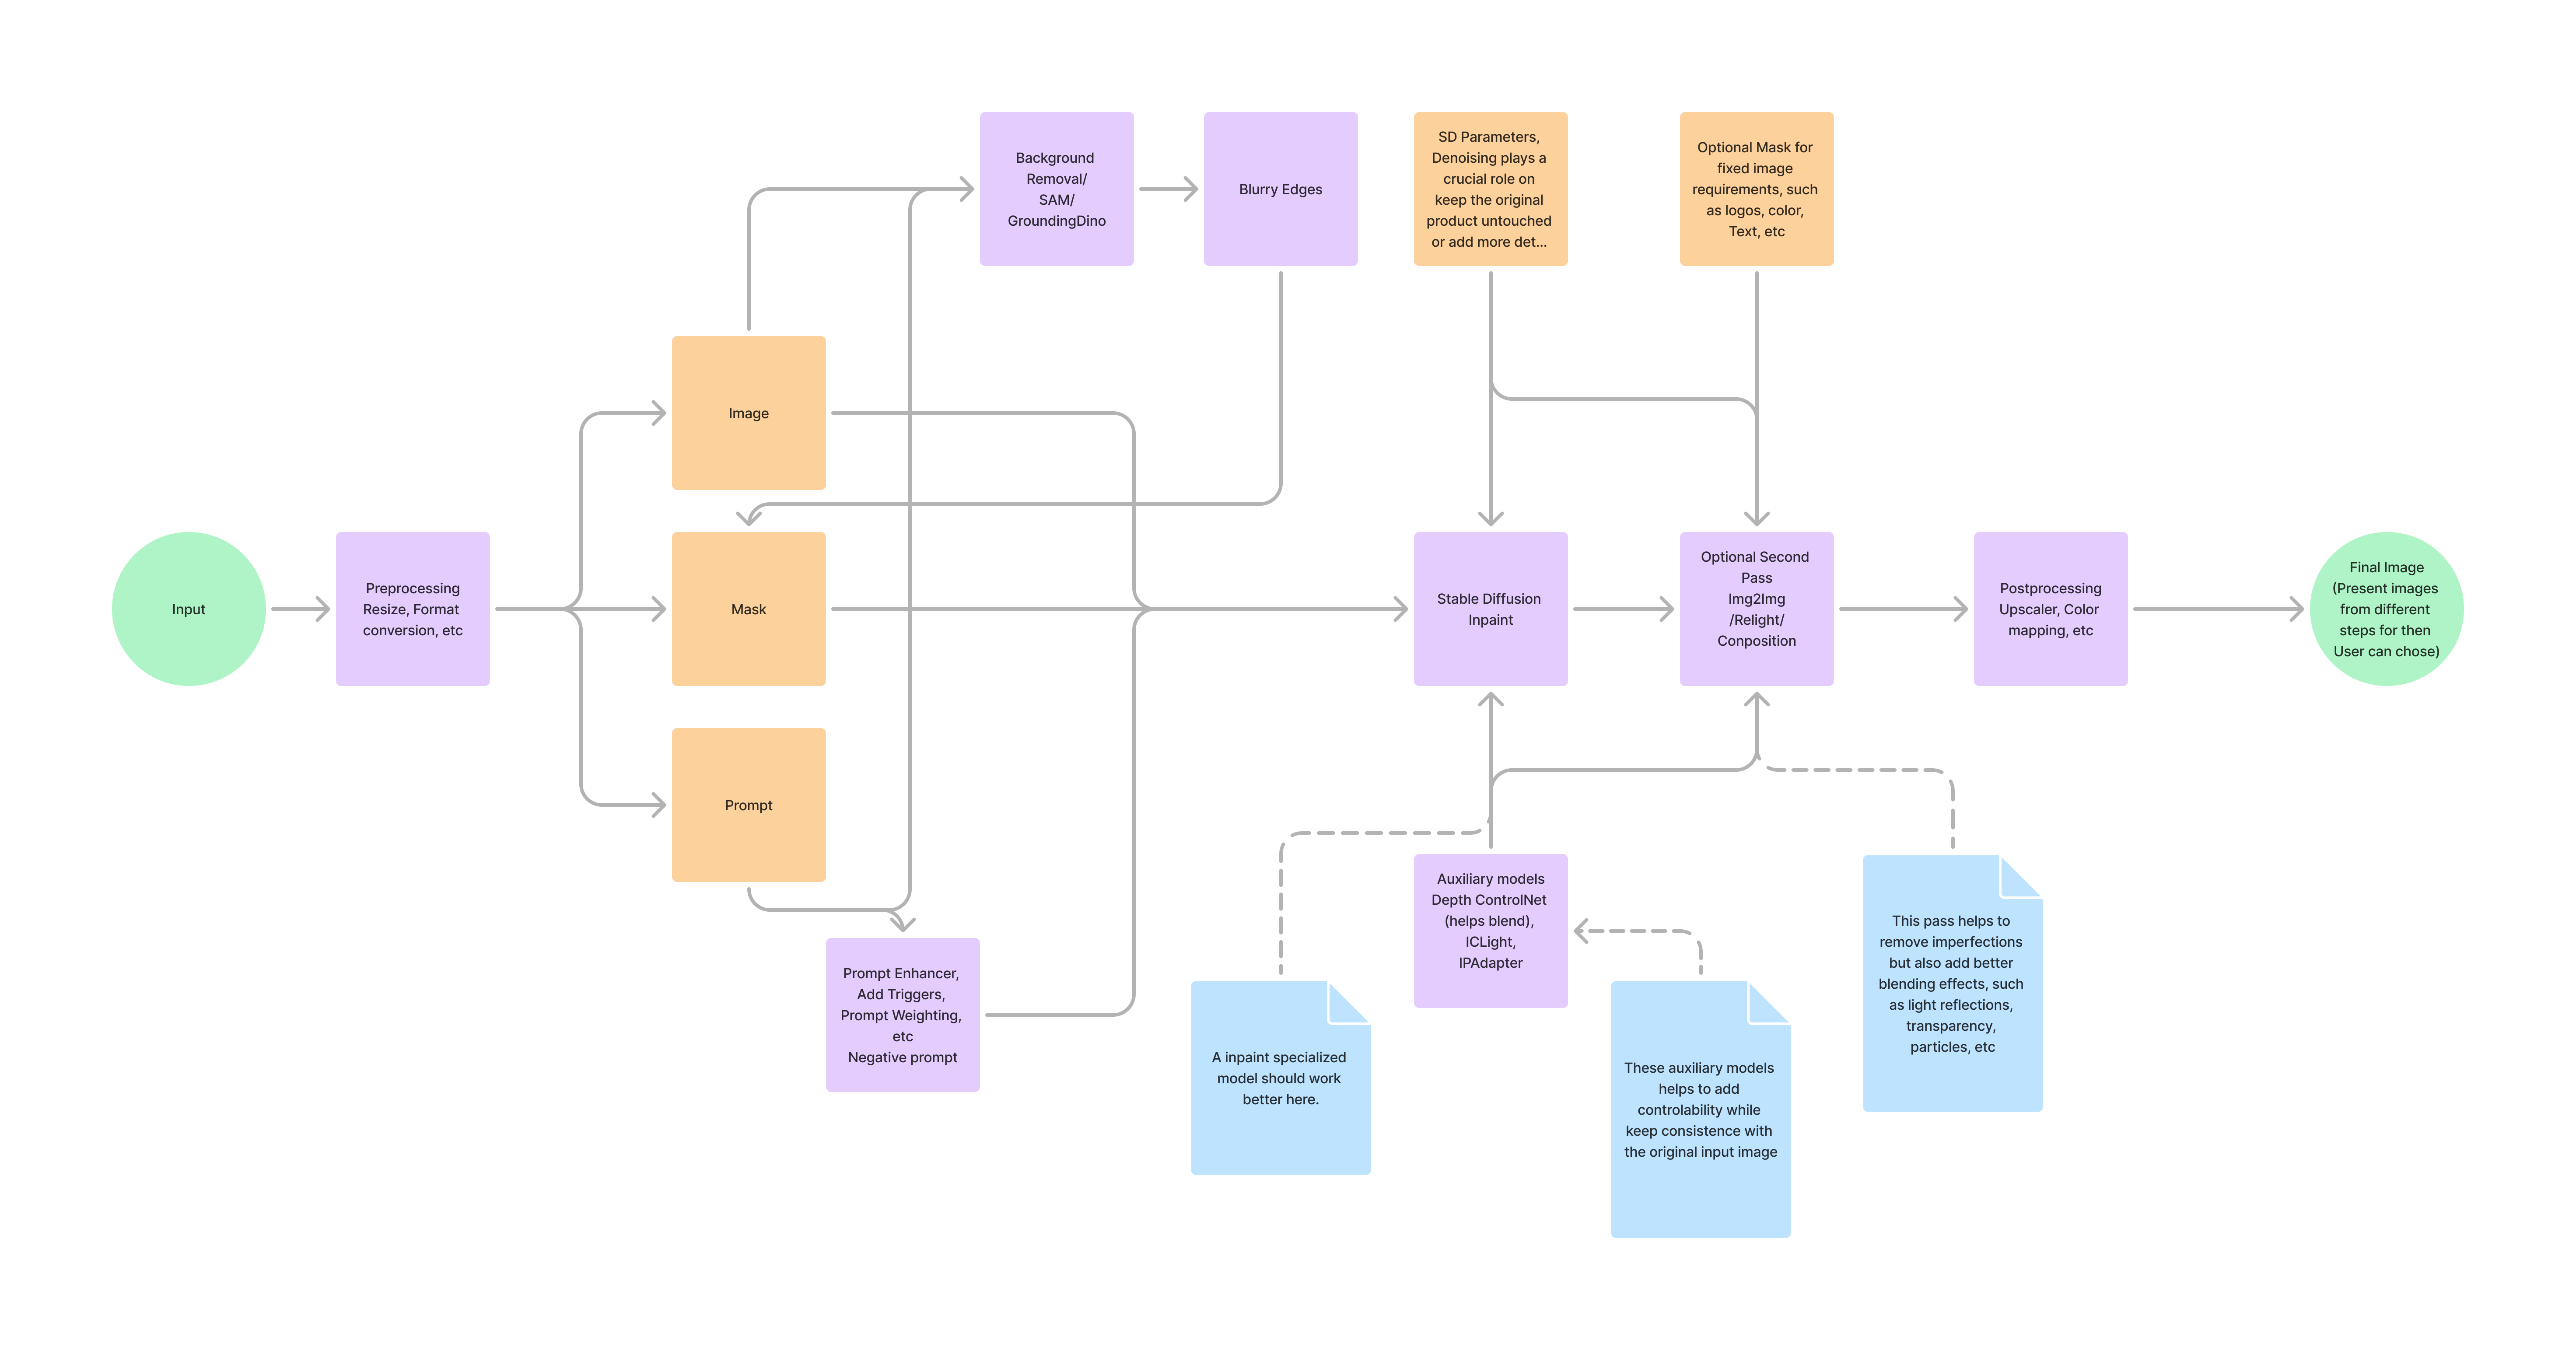 Background
Removal/
SAM/
GroundingDino
Blurry Edges
SD Parameters,
Denoising plays a
crucial role on
keep the original
product untouched
or add more det...
Optional Mask for
fixed image
requirements, such
as logos, color,
Text, etc
Image
Input
Preprocessing
Resize, Format
conversion, etc
Mask
Stable Diffusion
Inpaint
Optional Second
Pass
Img2Img
/Relight/
Conposition
Postprocessing
Upscaler, Color
mapping, etc
Final Image
(Present images
from different
steps for then
User can chose)
Prompt
Prompt Enhancer,
Add Triggers,
Prompt Weighting,
etc
Negative prompt
Auxiliary models
Depth ControlNet
(helps blend),
ICLight,
IPAdapter
This pass helps to
remove imperfections
but also add better
blending effects, such
as light reflections,
transparency,
particles, etc
A inpaint specialized
model should work
better here.
These auxiliary models
helps to add
controlability while
keep consistence with
the original input image